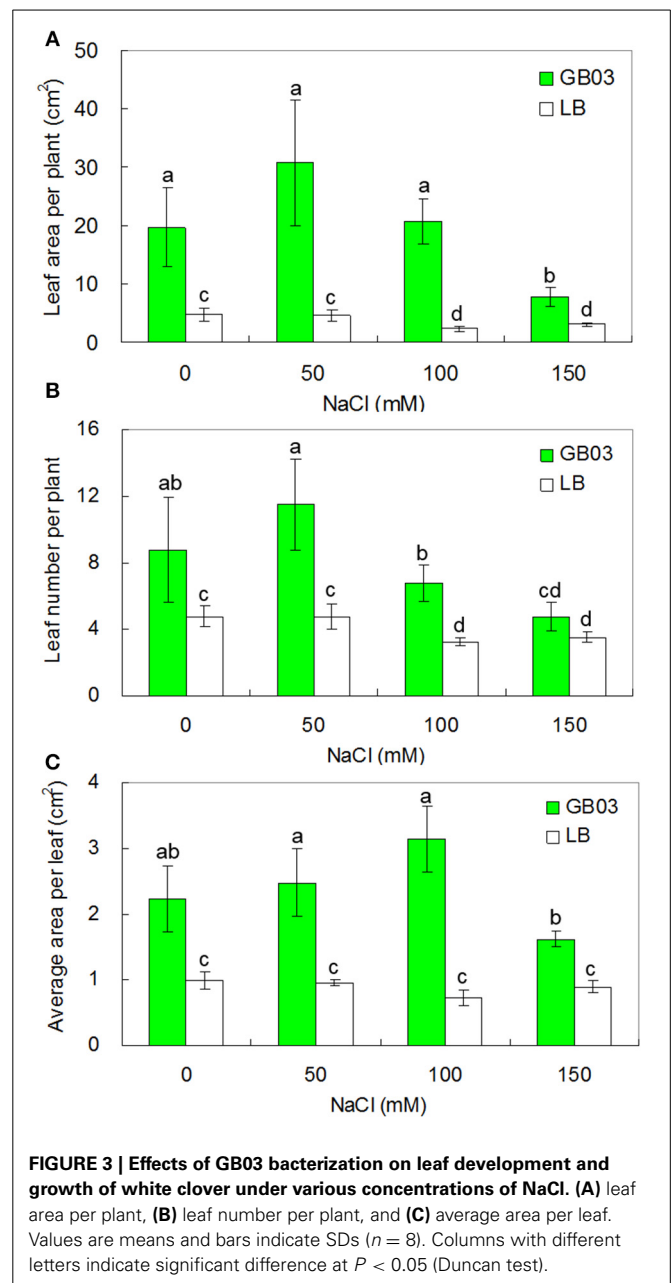 A
Leaf area per plant (cm²)
50
40
30
20
10
0
GB03
LB
a
c
a
c
a
d
b
d
0 50 100 150
NaCl (mM)
B
Leaf number per plant
16
12
8
4
0
GB03
LB
ab
c
a
c
b
d
cd
d
0 50 100 150
NaCl (mM)
C
Average area per leaf (cm²)
4
3
2
1
0
GB03
LB
ab
c
a
c
a
c
b
c
0 50 100 150
NaCl (mM)
FIGURE 3 | Effects of GB03 bacterization on leaf development and
growth of white clover under various concentrations of NaCl. (A) leaf
area per plant, (B) leaf number per plant, and (C) average area per leaf.
Values are means and bars indicate SDs (n = 8). Columns with different
letters indicate significant difference at P < 0.05 (Duncan test).